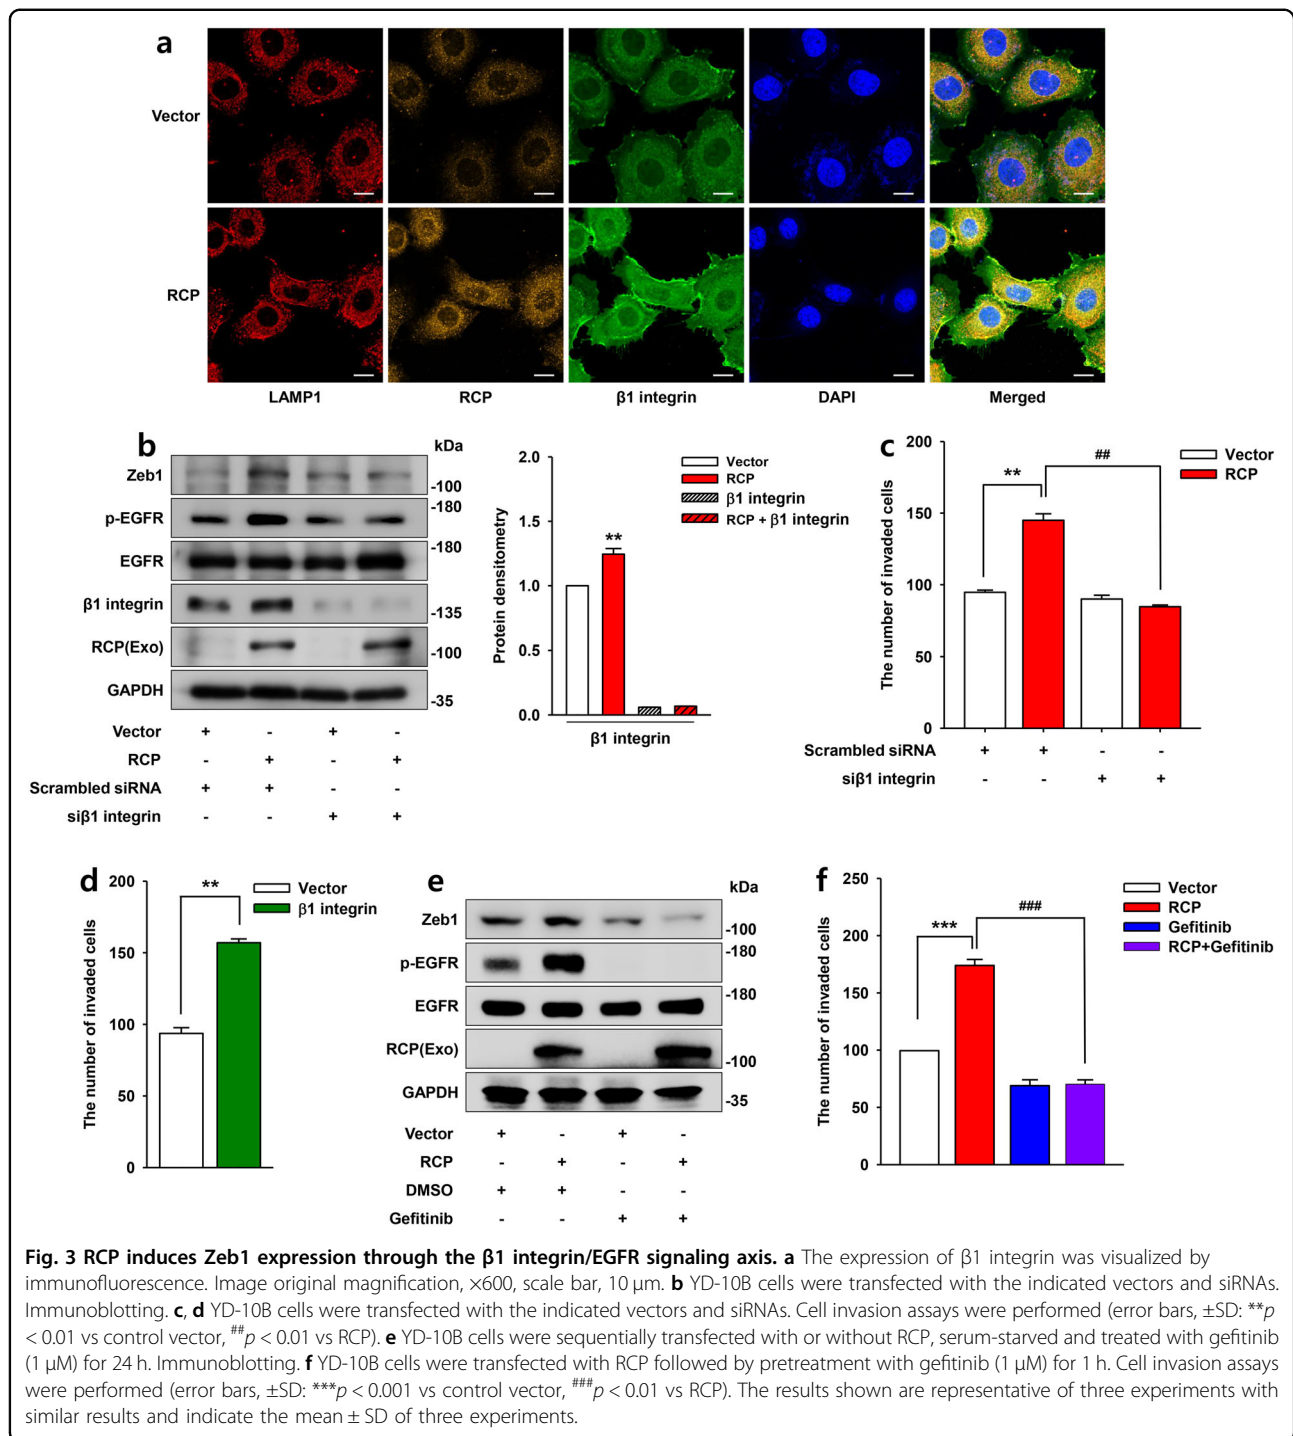 a
Vector
RCP
LAMP1 RCP β1 integrin DAPI Merged
b
kDa
Zeb1
-100
p-EGFR
-180
EGFR
-180
β1 integrin
-135
RCP(Exo)
-100
GAPDH
-35
Vector + - + -
RCP - + - +
Scrambled siRNA + + - -
siβ1 integrin - - + +
Protein densitometry
2.0
1.5
1.0
0.5
0.0
**
β1 integrin
Vector
RCP
β1 integrin
RCP + β1 integrin
c
The number of invaded cells
200
150
100
50
0
**
##
Vector
RCP
Scrambled siRNA + + - -
siβ1 integrin - - + +
d
The number of invaded cells
200
150
100
50
0
**
Vector
β1 integrin
e
kDa
Zeb1
-100
p-EGFR
-180
EGFR
-180
RCP(Exo)
-100
GAPDH
-35
Vector + - + -
RCP - + - +
DMSO + + - -
Gefitinib - - + +
f
The number of invaded cells
250
200
150
100
50
0
***
###
Vector
RCP
Gefitinib
RCP+Gefitinib
Fig. 3 RCP induces Zeb1 expression through the β1 integrin/EGFR signaling axis. a The expression of β1 integrin was visualized by
immunofluorescence. Image original magnification, ×600, scale bar, 10 μm. b YD-10B cells were transfected with the indicated vectors and siRNAs.
Immunoblotting. c, d YD-10B cells were transfected with the indicated vectors and siRNAs. Cell invasion assays were performed (error bars, ±SD: **p
< 0.01 vs control vector, ##p < 0.01 vs RCP). e YD-10B cells were sequentially transfected with or without RCP, serum-starved and treated with gefitinib
(1 μM) for 24 h. Immunoblotting. f YD-10B cells were transfected with RCP followed by pretreatment with gefitinib (1 μM) for 1 h. Cell invasion assays
were performed (error bars, ±SD: ***p < 0.001 vs control vector, ###p < 0.01 vs RCP). The results shown are representative of three experiments with
similar results and indicate the mean ± SD of three experiments.